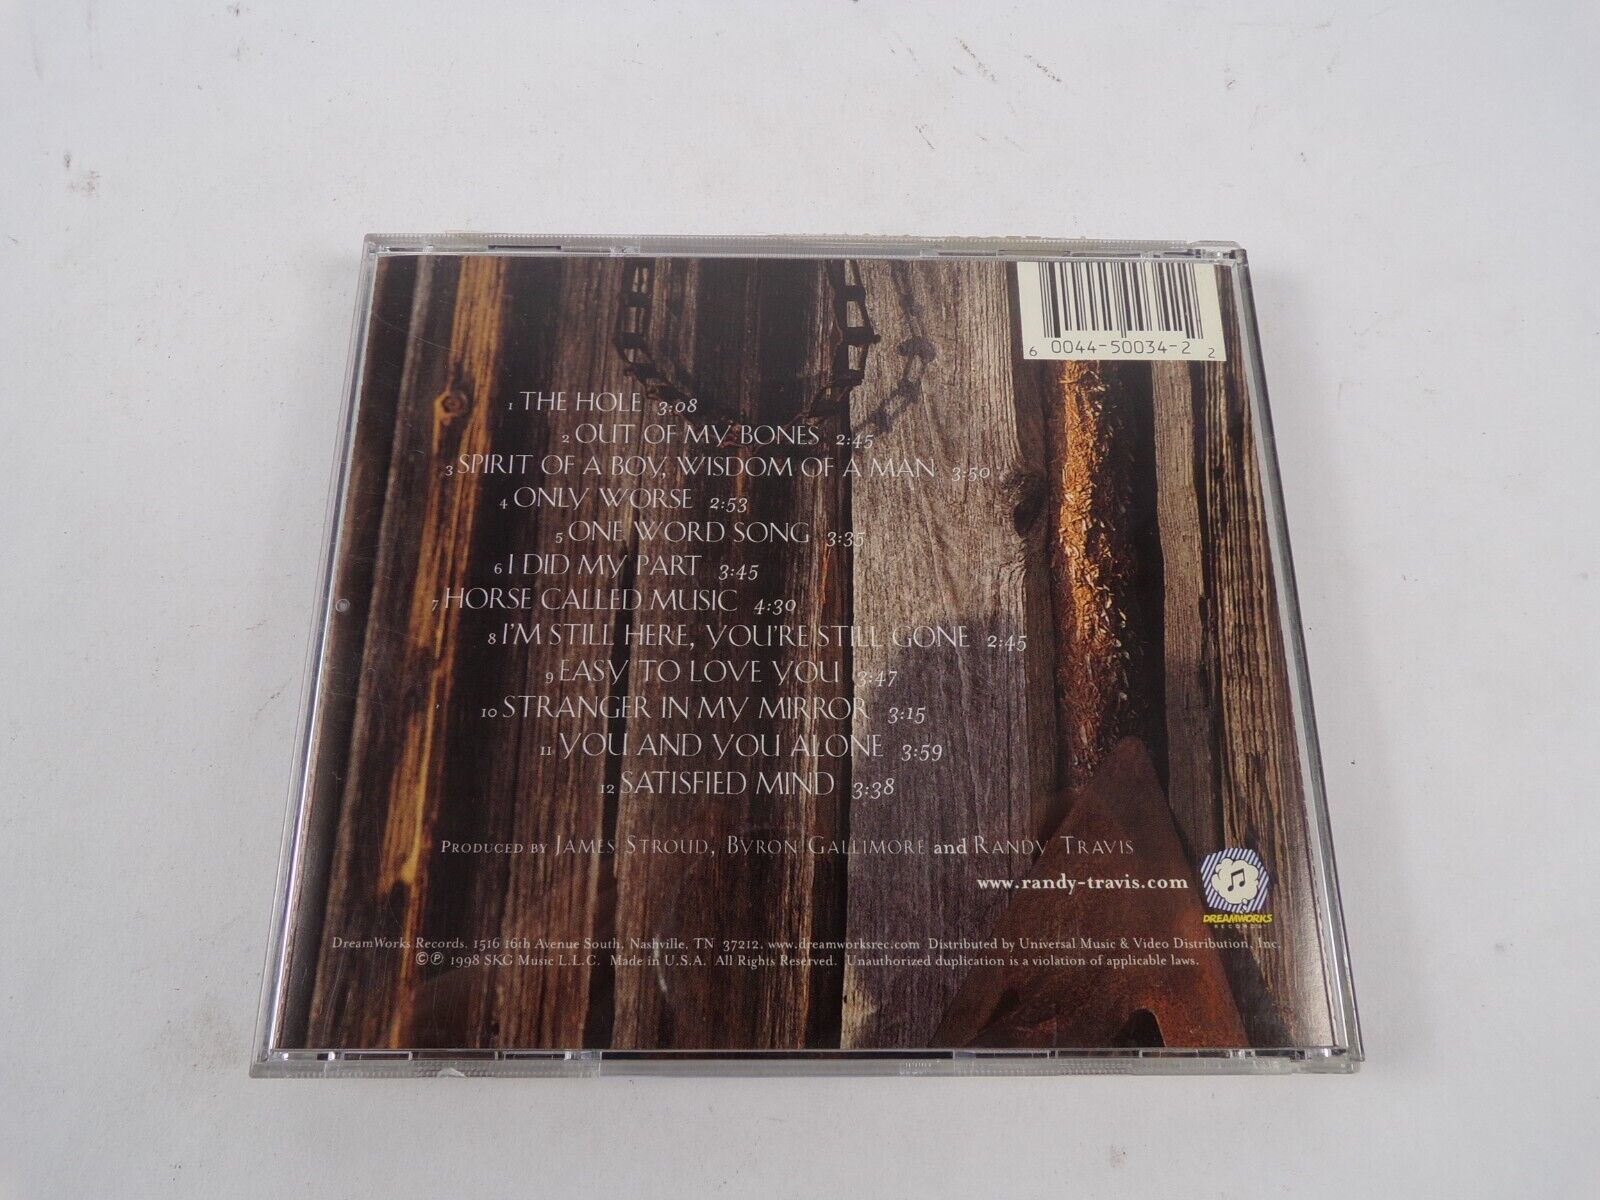 6 0044-50034-2 2
1 THE HOLE 3:08
2 OUT OF MY BONES 2:45
3 SPIRIT OF A BOY, WISDOM OF A MAN 3:50
4 ONLY WORSE 2:53
5 ONE WORD SONG 3:35
6 I DID MY PART 3:45
7 HORSE CALLED MUSIC 4:30
8 I'M STILL HERE, YOU'RE STILL GONE 2:45
9 EASY TO LOVE YOU 3:47
10 STRANGER IN MY MIRROR 3:15
11 YOU AND YOU ALONE 3:59
12 SATISFIED MIND 3:38
PRODUCED BY JAMES STROUD, BYRON GALLIMORE and RANDY TRAVIS
www.randy-travis.com
DREAMWORKS
RECORDS
DreamWorks Records. 1516 16th Avenue South, Nashville, TN 37212, www.dreamworksrec.com Distributed by Universal Music & Video Distribution, Inc.
©℗ 1998 SKG Music L.L.C. Made in U.S.A. All Rights Reserved. Unauthorized duplication is a violation of applicable laws.